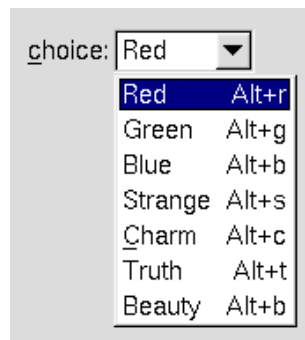 choice: Red
Red Alt+r
Green Alt+g
Blue Alt+b
Strange Alt+s
Charm Alt+c
Truth Alt+t
Beauty Alt+b